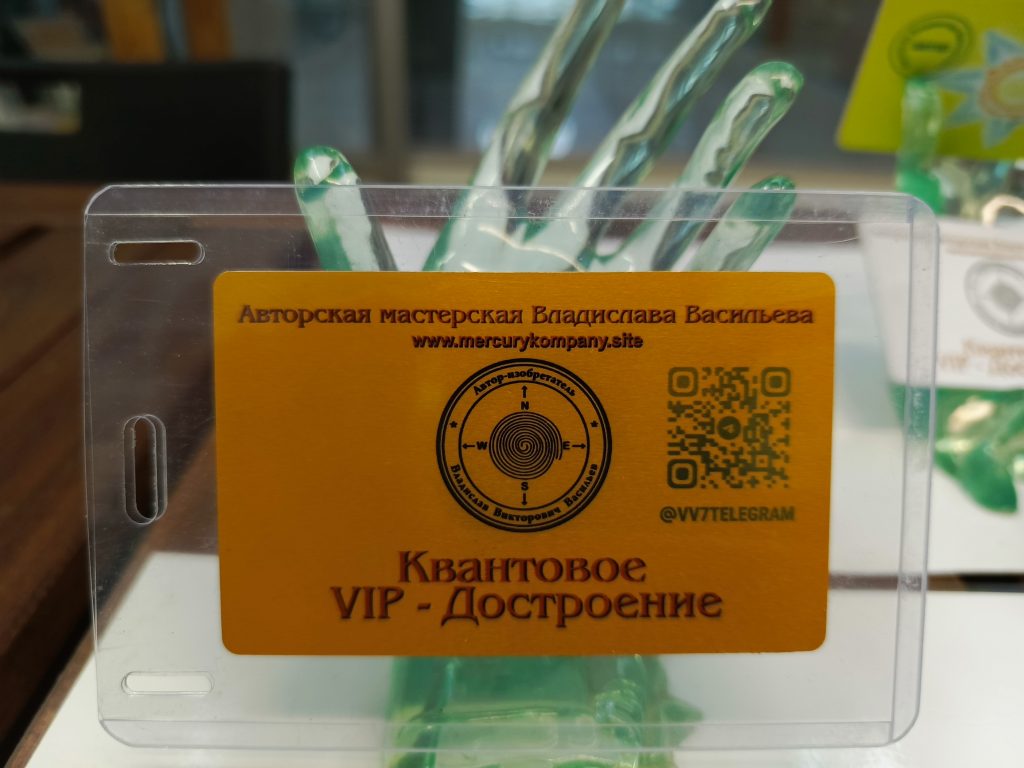 Авторская мастерская Владислава Васильева
www.mercurykompany.site
Автор-изобретатель
N
W E
S
Владислав Викторович Васильев
@VV7TELEGRAM
Квантовое
VIP - Достроение